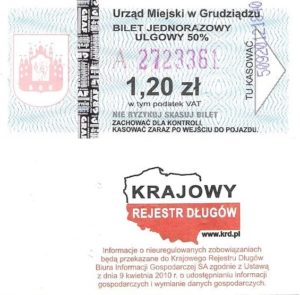 Urząd Miejski w Grudziądzu
BILET JEDNORAZOWY
ULGOWY 50%
A 2723361
1,20 zł
w tym podatek VAT
NIE RYZYKUJ SKASUJ BILET
ZACHOWAĆ DLA KONTROLI,
KASOWAĆ ZARAZ PO WEJŚCIU DO POJAZDU.
TU KASOWAĆ
KRAJOWY
REJESTR DŁUGÓW
www.krd.pl
Informacje o nieuregulowanych zobowiązaniach
będą przekazane do Krajowego Rejestru Długów
Biura Informacji Gospodarczej SA zgodnie z Ustawą
z dnia 9 kwietnia 2010 r. o udostępnianiu informacji
gospodarczych i wymianie danych gospodarczych.